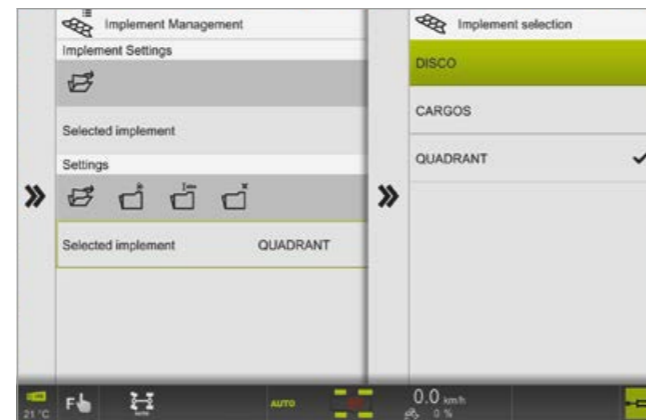 Implement Management
Implement Settings
Selected implement
Settings
Selected implement QUADRANT
Implement selection
DISCO
CARGOS
QUADRANT
21 °C
F
AUTO
0.0 km/h
0 %